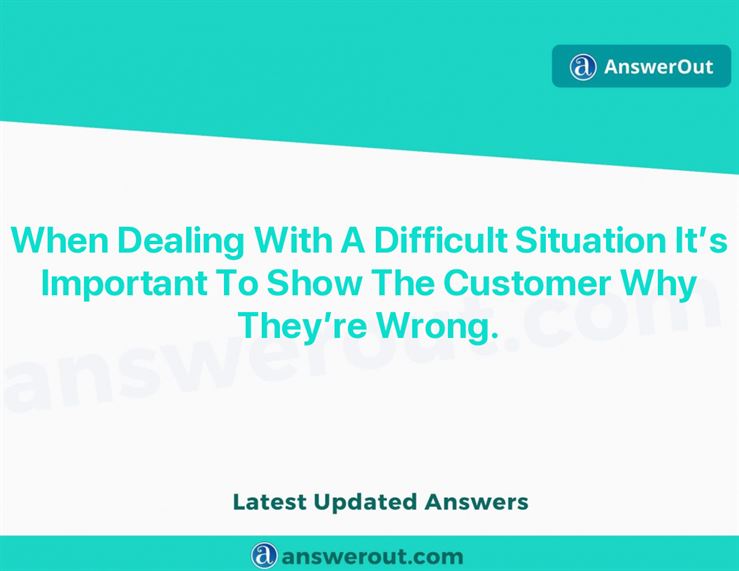 AnswerOut
When Dealing With A Difficult Situation It’s
Important To Show The Customer Why
They’re Wrong.
answerout.com
Latest Updated Answers
answerout.com